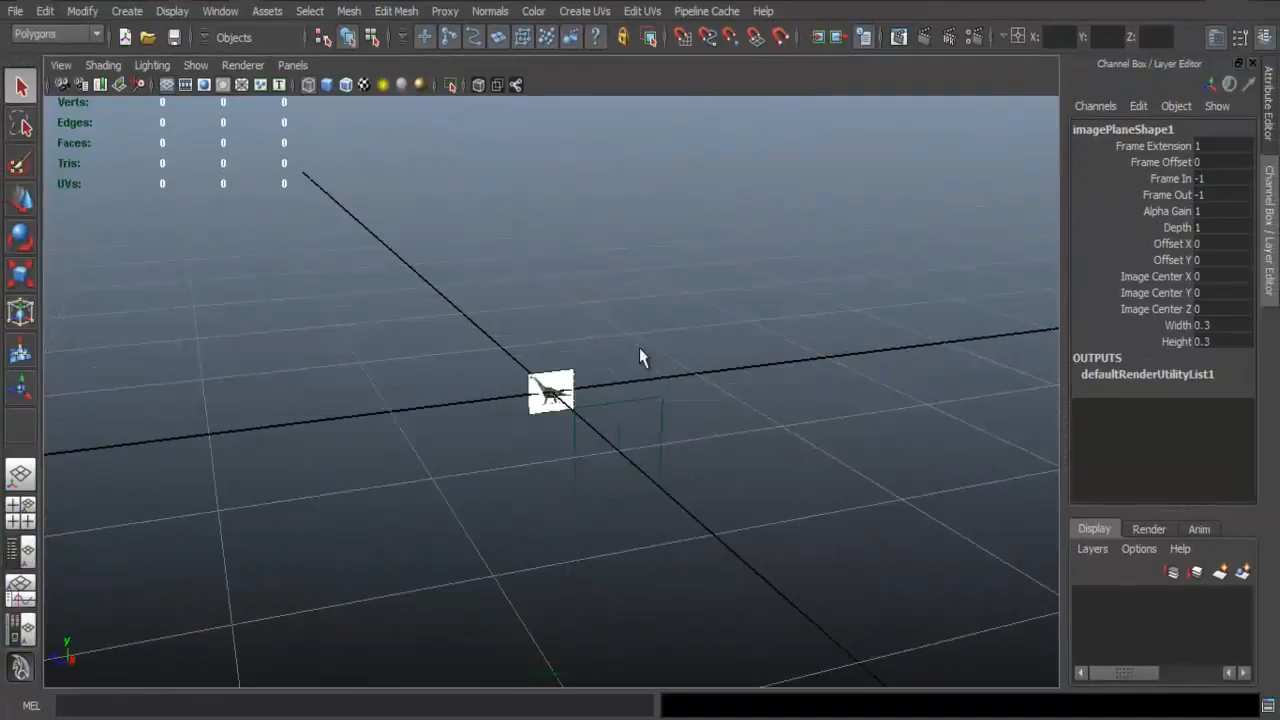 File Edit Modify Create Display Window Assets Select Mesh Edit Mesh Proxy Normals Color Create UVs Edit UVs Pipeline Cache Help
Polygons Objects X: Y: Z:
View Shading Lighting Show Renderer Panels
Verts: 0 0 0
Edges: 0 0 0
Faces: 0 0 0
Tris: 0 0 0
UVs: 0 0 0
y
x
Channel Box / Layer Editor
Channels Edit Object Show
imagePlaneShape1
Frame Extension 1
Frame Offset 0
Frame In -1
Frame Out -1
Alpha Gain 1
Depth 1
Offset X 0
Offset Y 0
Image Center X 0
Image Center Y 0
Image Center Z 0
Width 0.3
Height 0.3
OUTPUTS
defaultRenderUtilityList1
Display Render Anim
Layers Options Help
Attribute Editor
Channel Box / Layer Editor
MEL